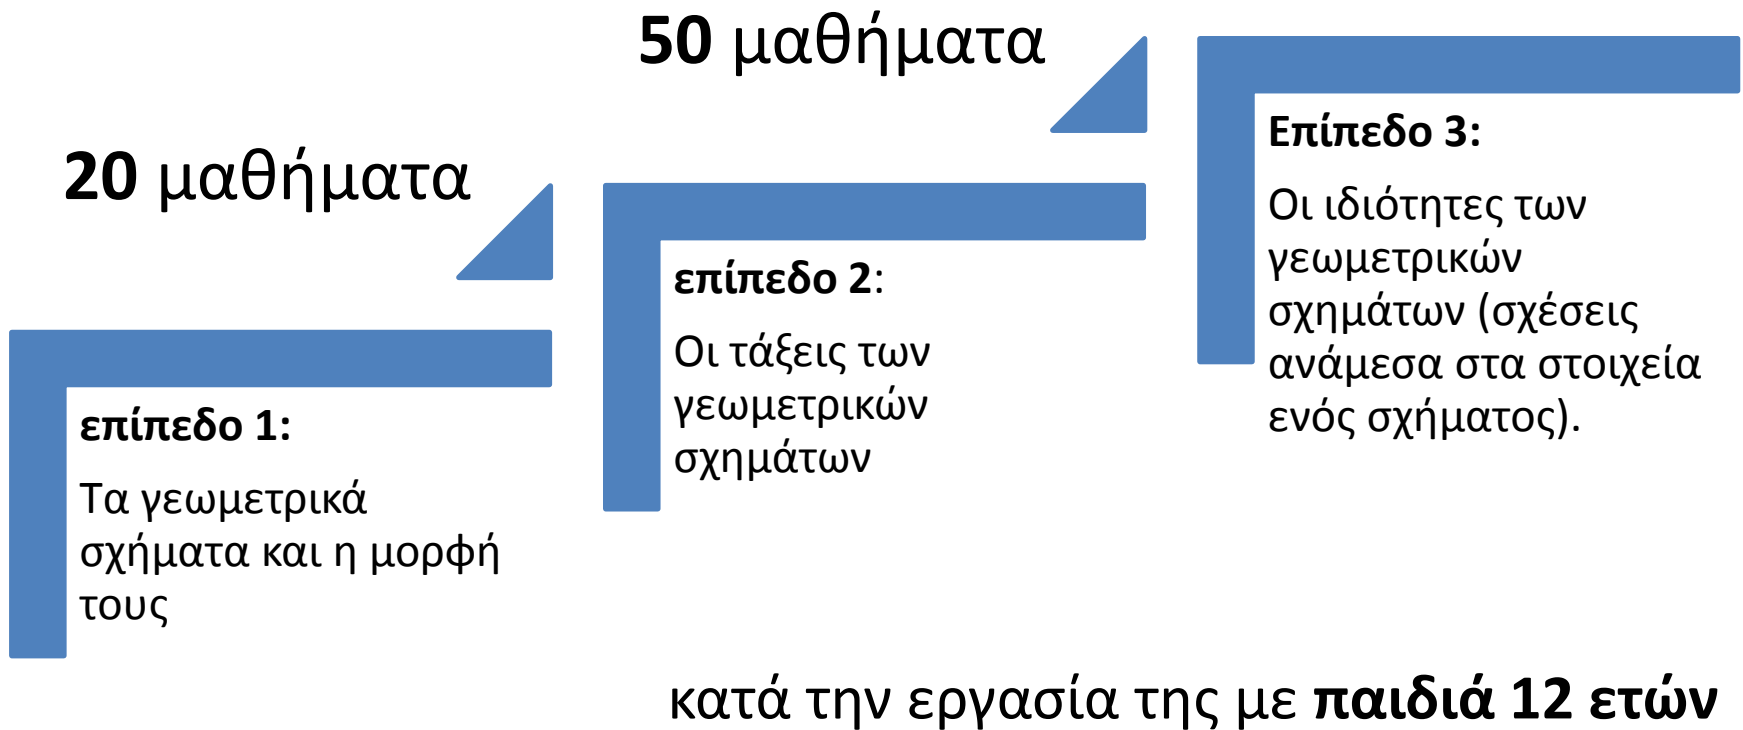 50 μαθήματα
20 μαθήματα
επίπεδο 1:
Τα γεωμετρικά
σχήματα και η μορφή
τους
επίπεδο 2:
Οι τάξεις των
γεωμετρικών
σχημάτων
Επίπεδο 3:
Οι ιδιότητες των
γεωμετρικών
σχημάτων (σχέσεις
ανάμεσα στα στοιχεία
ενός σχήματος).
κατά την εργασία της με παιδιά 12 ετών